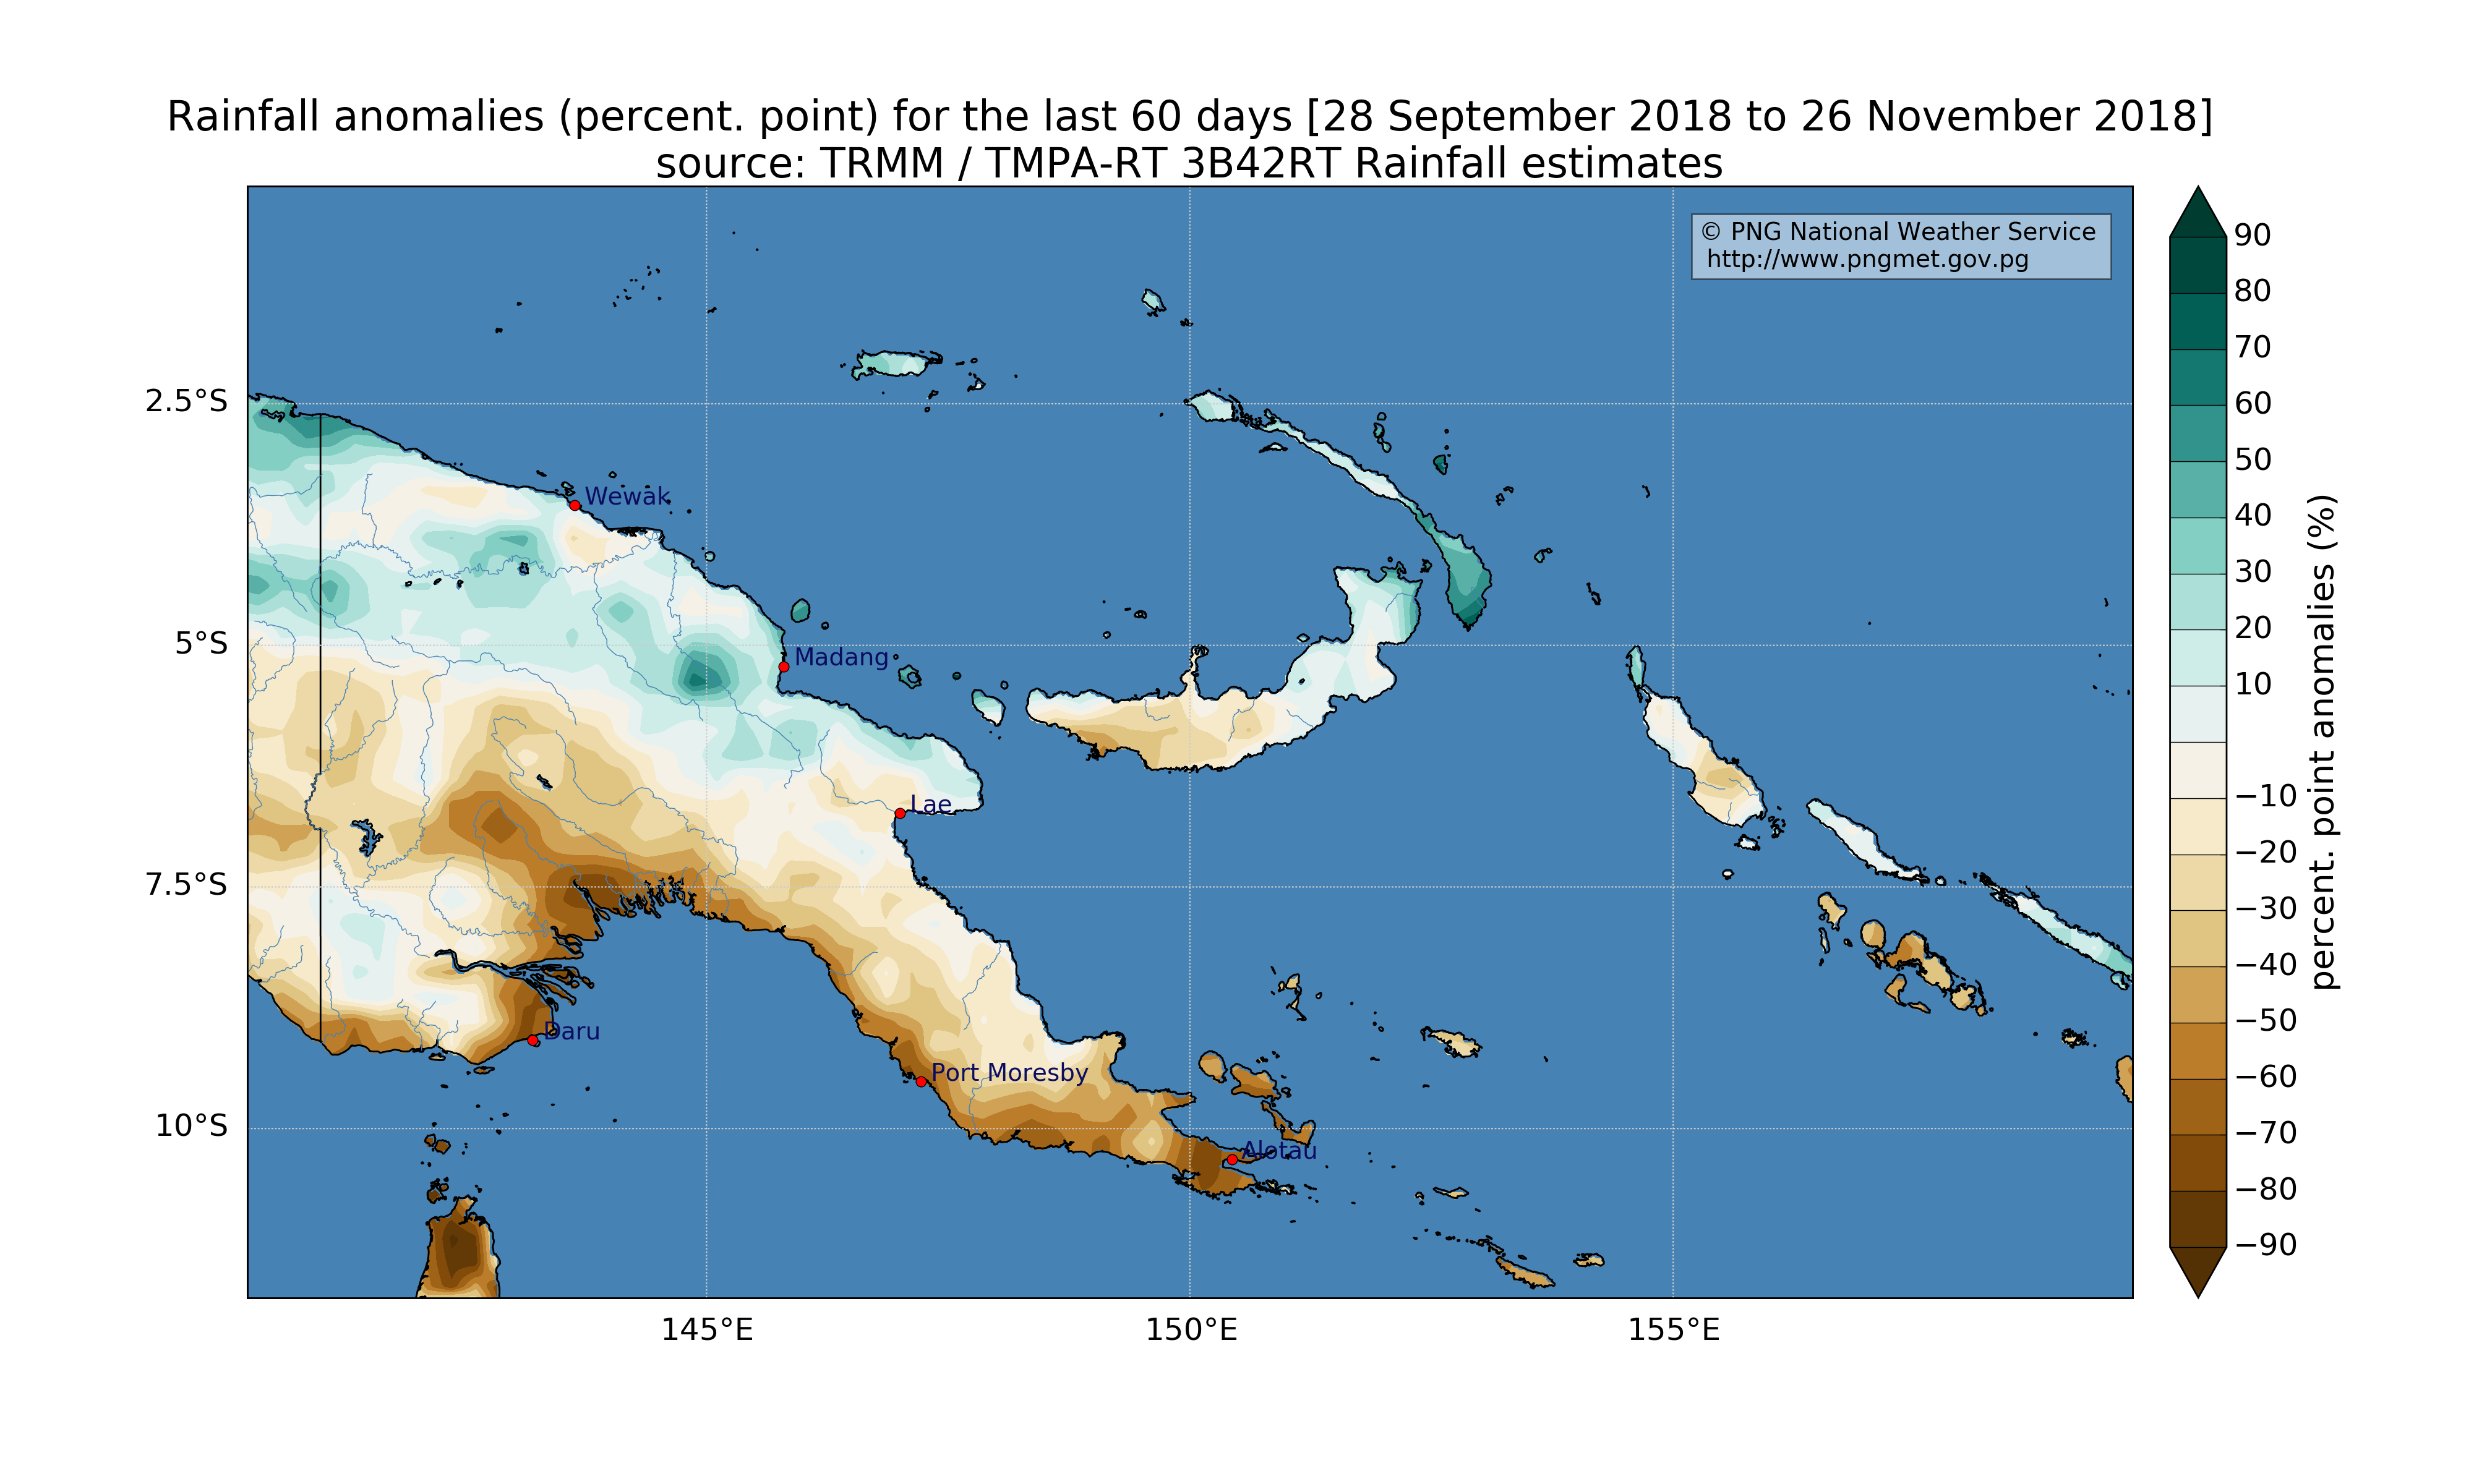 Rainfall anomalies (percent. point) for the last 60 days [28 September 2018 to 26 November 2018]
source: TRMM / TMPA-RT 3B42RT Rainfall estimates
© PNG National Weather Service
http://www.pngmet.gov.pg
2.5°S
5°S
7.5°S
10°S
145°E
150°E
155°E
Wewak
Madang
Lae
Daru
Port Moresby
Alotau
90
80
70
60
50
40
30
20
10
−10
−20
−30
−40
−50
−60
−70
−80
−90
percent. point anomalies (%)